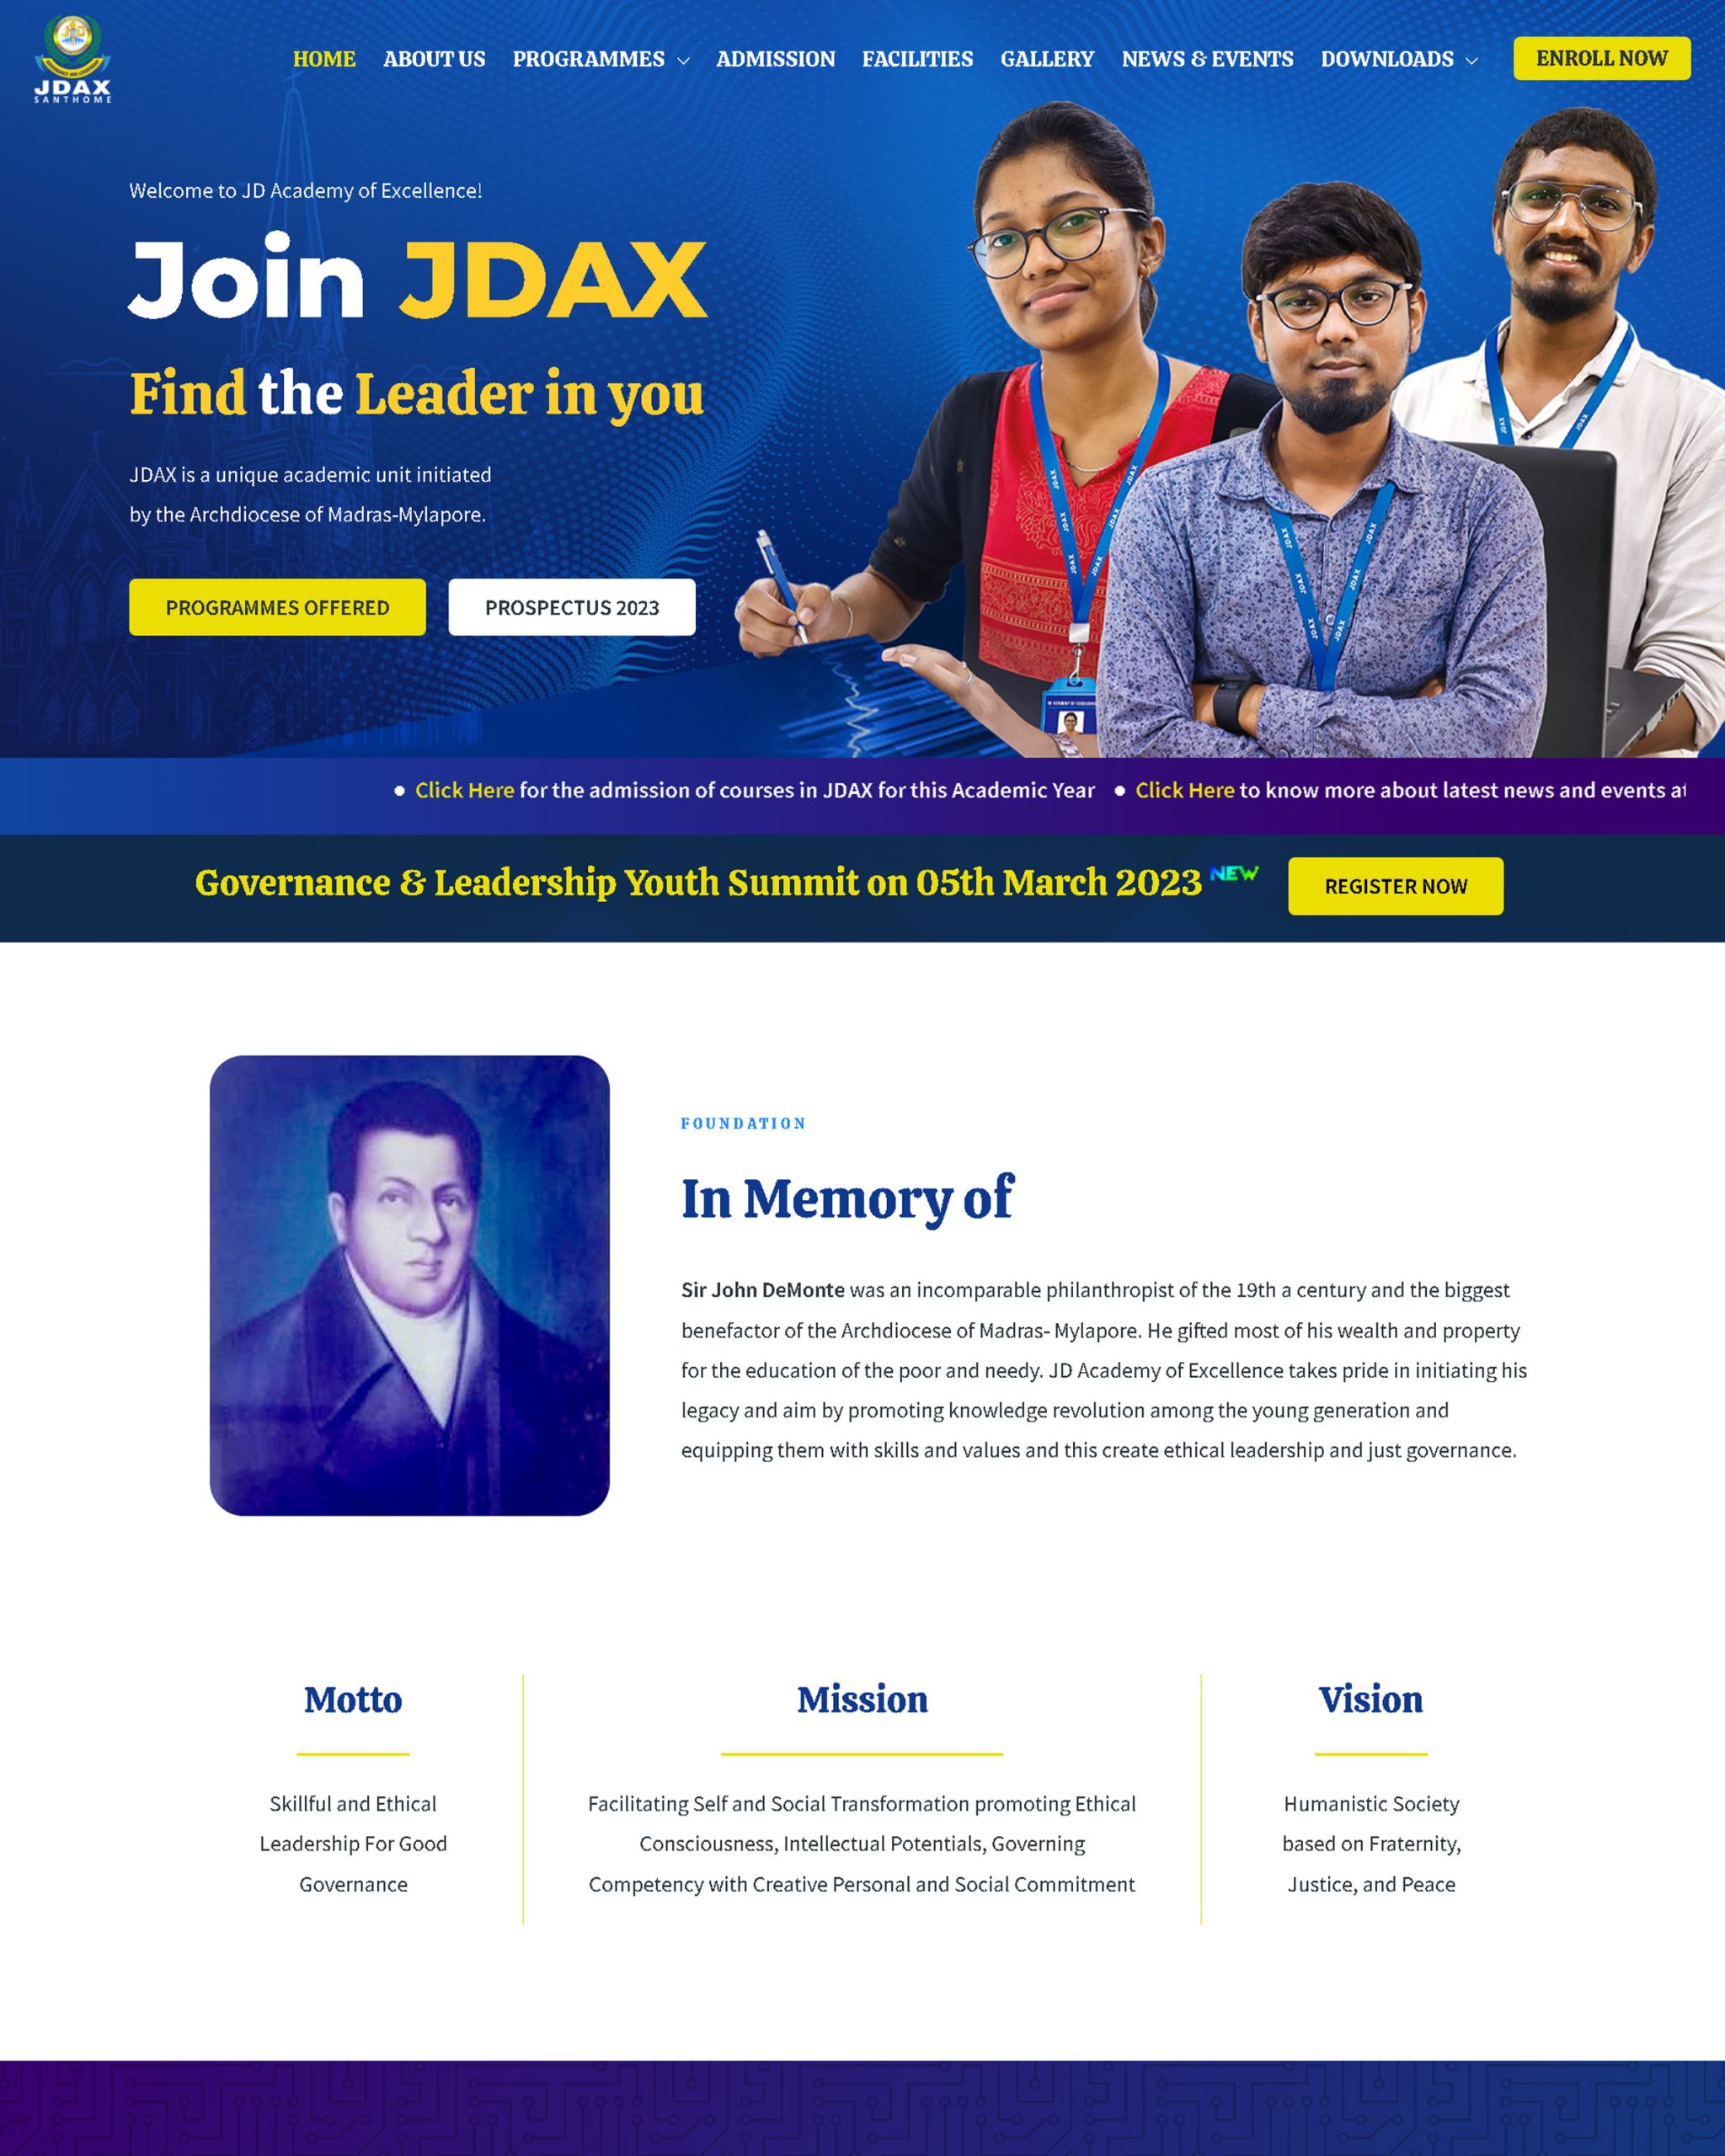 JDAX
SANTHOME
HOME ABOUT US PROGRAMMES ADMISSION FACILITIES GALLERY NEWS & EVENTS DOWNLOADS ENROLL NOW
Welcome to JD Academy of Excellence!
Join JDAX
Find the Leader in you
JDAX is a unique academic unit initiated
by the Archdiocese of Madras-Mylapore.
PROGRAMMES OFFERED PROSPECTUS 2023
• Click Here for the admission of courses in JDAX for this Academic Year • Click Here to know more about latest news and events at
Governance & Leadership Youth Summit on 05th March 2023 NEW REGISTER NOW
FOUNDATION
In Memory of
Sir John DeMonte was an incomparable philanthropist of the 19th a century and the biggest
benefactor of the Archdiocese of Madras- Mylapore. He gifted most of his wealth and property
for the education of the poor and needy. JD Academy of Excellence takes pride in initiating his
legacy and aim by promoting knowledge revolution among the young generation and
equipping them with skills and values and this create ethical leadership and just governance.
Motto
Skillful and Ethical
Leadership For Good
Governance
Mission
Facilitating Self and Social Transformation promoting Ethical
Consciousness, Intellectual Potentials, Governing
Competency with Creative Personal and Social Commitment
Vision
Humanistic Society
based on Fraternity,
Justice, and Peace